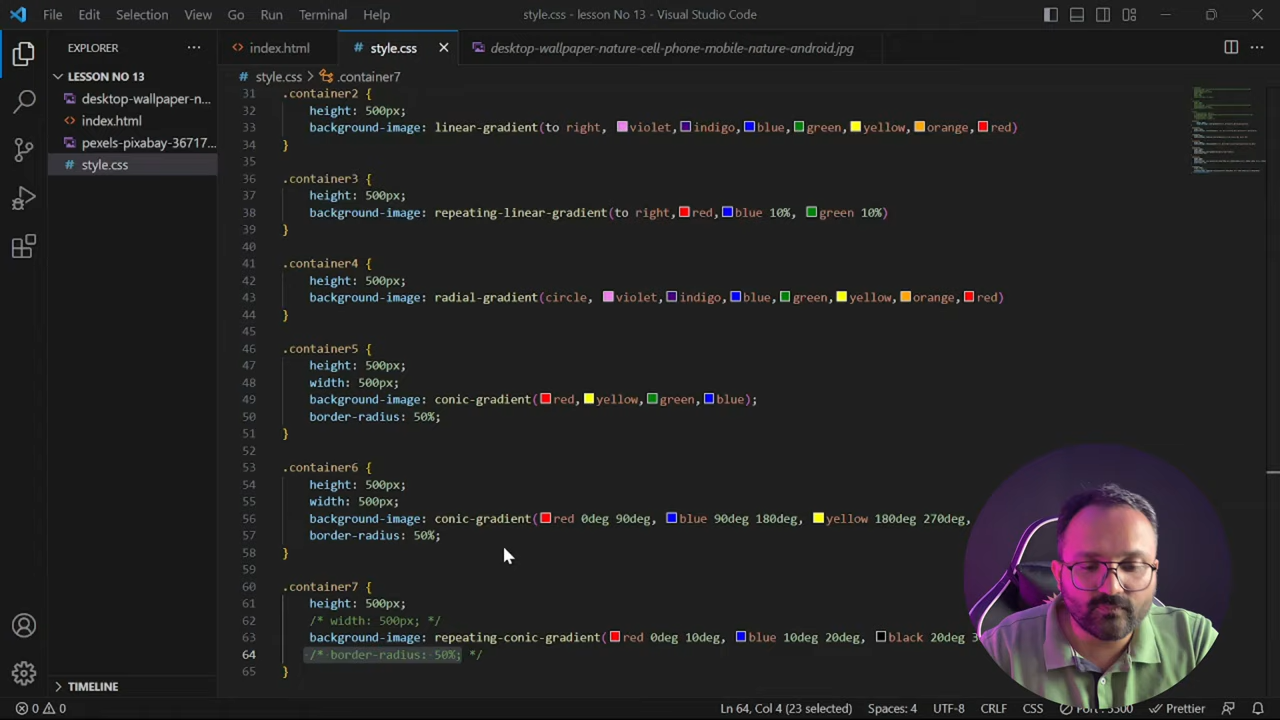 File Edit Selection View Go Run Terminal Help
style.css - lesson No 13 - Visual Studio Code
EXPLORER
index.html
style.css
desktop-wallpaper-nature-cell-phone-mobile-nature-android.jpg
LESSON NO 13
desktop-wallpaper-n...
index.html
pexels-pixabay-36717...
style.css
style.css > .container7
31 .container2 {
32 height: 500px;
33 background-image: linear-gradient(to right, violet,indigo,blue,green,yellow,orange,red)
34 }
35
36 .container3 {
37 height: 500px;
38 background-image: repeating-linear-gradient(to right,red,blue 10%, green 10%)
39 }
40
41 .container4 {
42 height: 500px;
43 background-image: radial-gradient(circle, violet,indigo,blue,green,yellow,orange,red)
44 }
45
46 .container5 {
47 height: 500px;
48 width: 500px;
49 background-image: conic-gradient(red,yellow,green,blue);
50 border-radius: 50%;
51 }
52
53 .container6 {
54 height: 500px;
55 width: 500px;
56 background-image: conic-gradient(red 0deg 90deg, blue 90deg 180deg, yellow 180deg 270deg,
57 border-radius: 50%;
58 }
59
60 .container7 {
61 height: 500px;
62 /* width: 500px; */
63 background-image: repeating-conic-gradient(red 0deg 10deg, blue 10deg 20deg, black 20deg
64 /* border-radius: 50%; */
65 }
TIMELINE
0 0
Ln 64, Col 4 (23 selected)
Spaces: 4
UTF-8
CRLF
CSS
Prettier